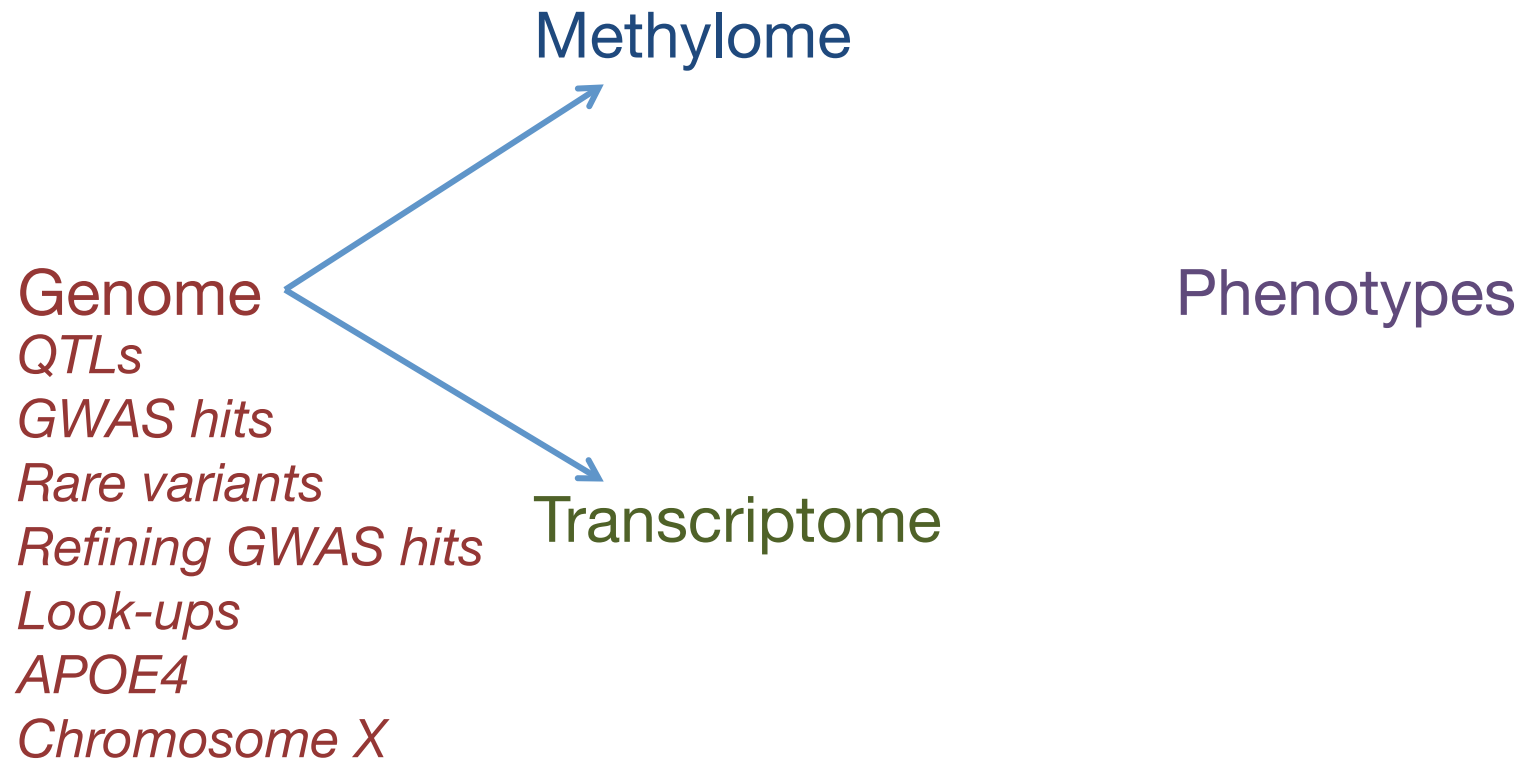 Methylome
Genome
Phenotypes
QTLs
GWAS hits
Rare variants
Refining GWAS hits
Transcriptome
Look-ups
APOE4
Chromosome X